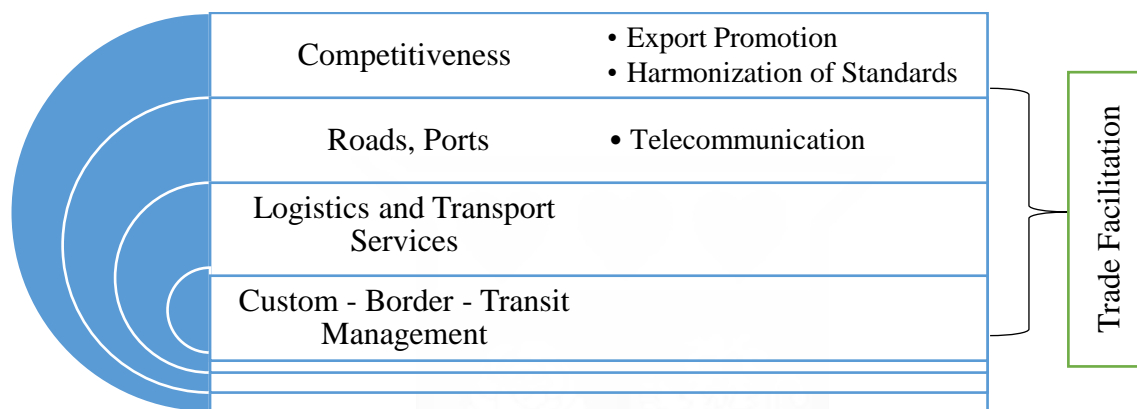 Competitiveness
• Export Promotion
• Harmonization of Standards
Roads, Ports
• Telecommunication
Logistics and Transport
Services
Custom - Border - Transit
Management
Trade Facilitation